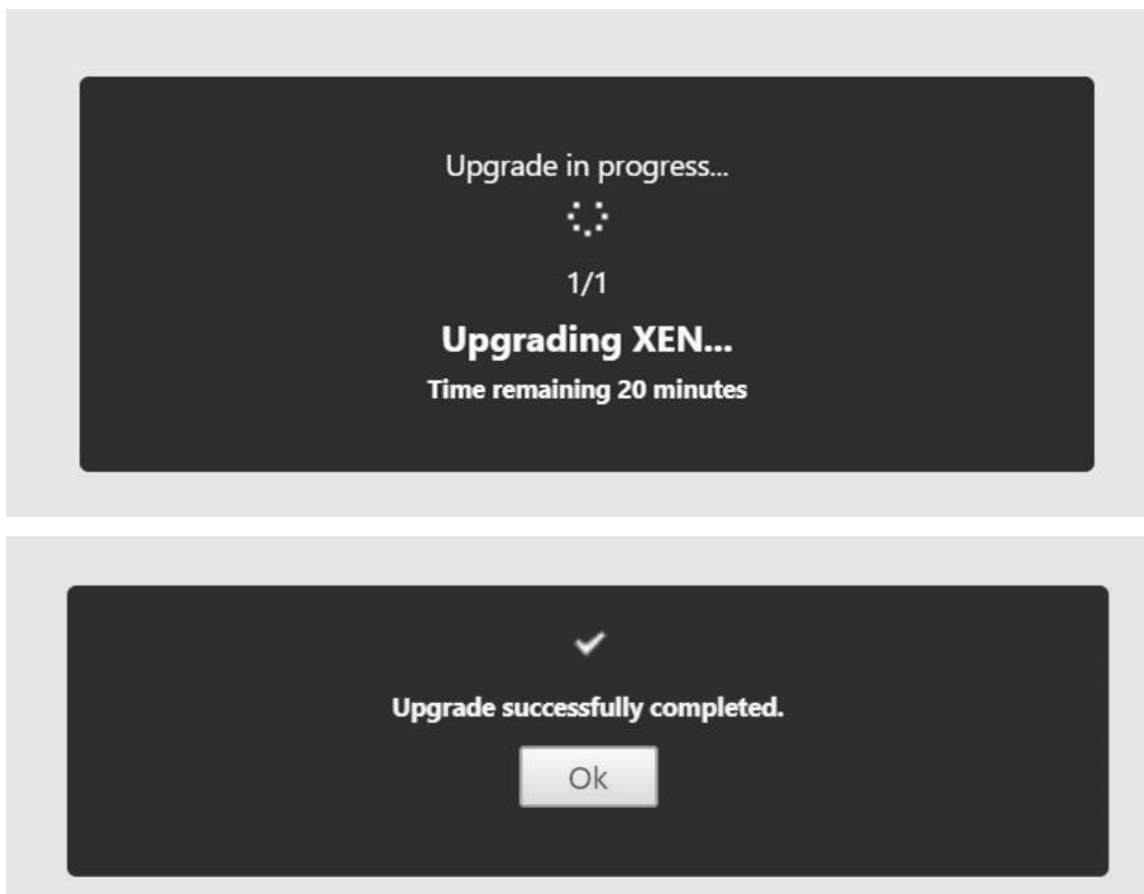 Upgrade in progress...
1/1
Upgrading XEN...
Time remaining 20 minutes
Upgrade successfully completed.
Ok